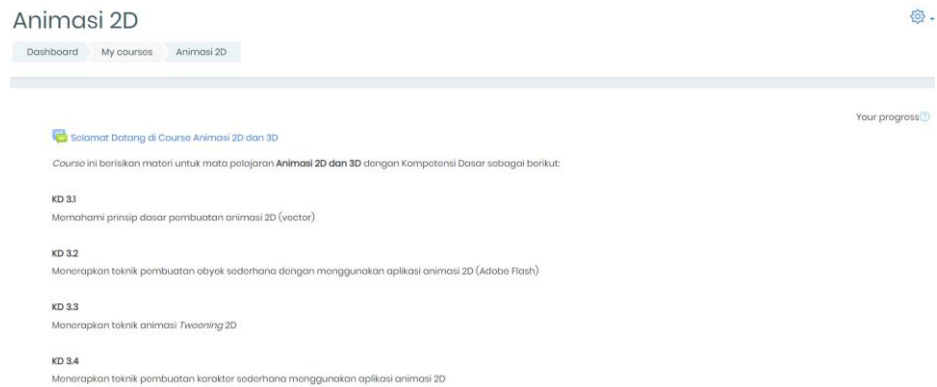 Animasi 2D
Dashboard My courses Animasi 2D
Your progress
Selamat Datang di Course Animasi 2D dan 3D
Course ini berisikan materi untuk mata pelajaran Animasi 2D dan 3D dengan Kompetensi Dasar sebagai berikut:
KD 3.1
Memahami prinsip dasar pembuatan animasi 2D (vector)
KD 3.2
Menerapkan teknik pembuatan obyek sederhana dengan menggunakan aplikasi animasi 2D (Adobe Flash)
KD 3.3
Menerapkan teknik animasi Tweening 2D
KD 3.4
Menerapkan teknik pembuatan karakter sederhana menggunakan aplikasi animasi 2D